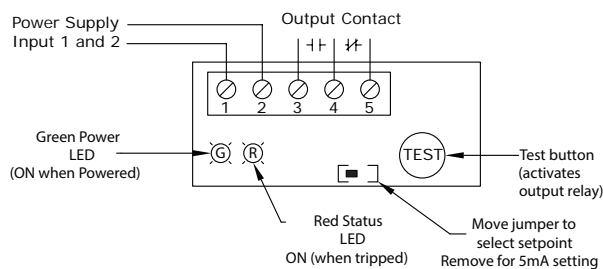 Power Supply
Input 1 and 2
Output Contact
1 2 3 4 5
Green Power
LED
(ON when Powered)
G R
TEST
Test button
(activates
output relay)
Red Status
LED
ON (when tripped)
Move jumper to
select setpoint
Remove for 5mA setting